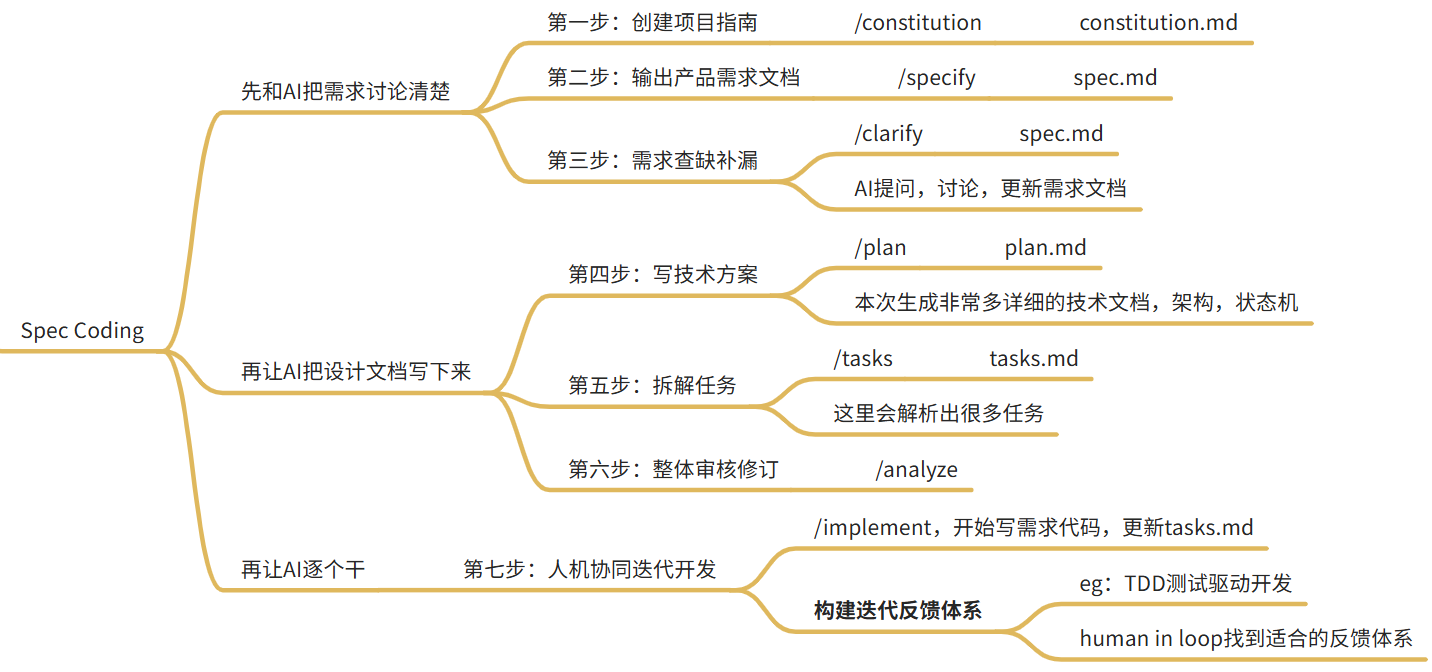 Spec Coding
先和AI把需求讨论清楚
第一步：创建项目指南 /constitution constitution.md
第二步：输出产品需求文档 /specify spec.md
第三步：需求查缺补漏
/clarify spec.md
AI提问，讨论，更新需求文档
再让AI把设计文档写下来
第四步：写技术方案
/plan plan.md
本次生成非常多详细的技术文档，架构，状态机
第五步：拆解任务
/tasks tasks.md
这里会解析出很多任务
第六步：整体审核修订 /analyze
再让AI逐个干 第七步：人机协同迭代开发
/implement，开始写需求代码，更新tasks.md
构建迭代反馈体系
eg：TDD测试驱动开发
human in loop找到适合的反馈体系